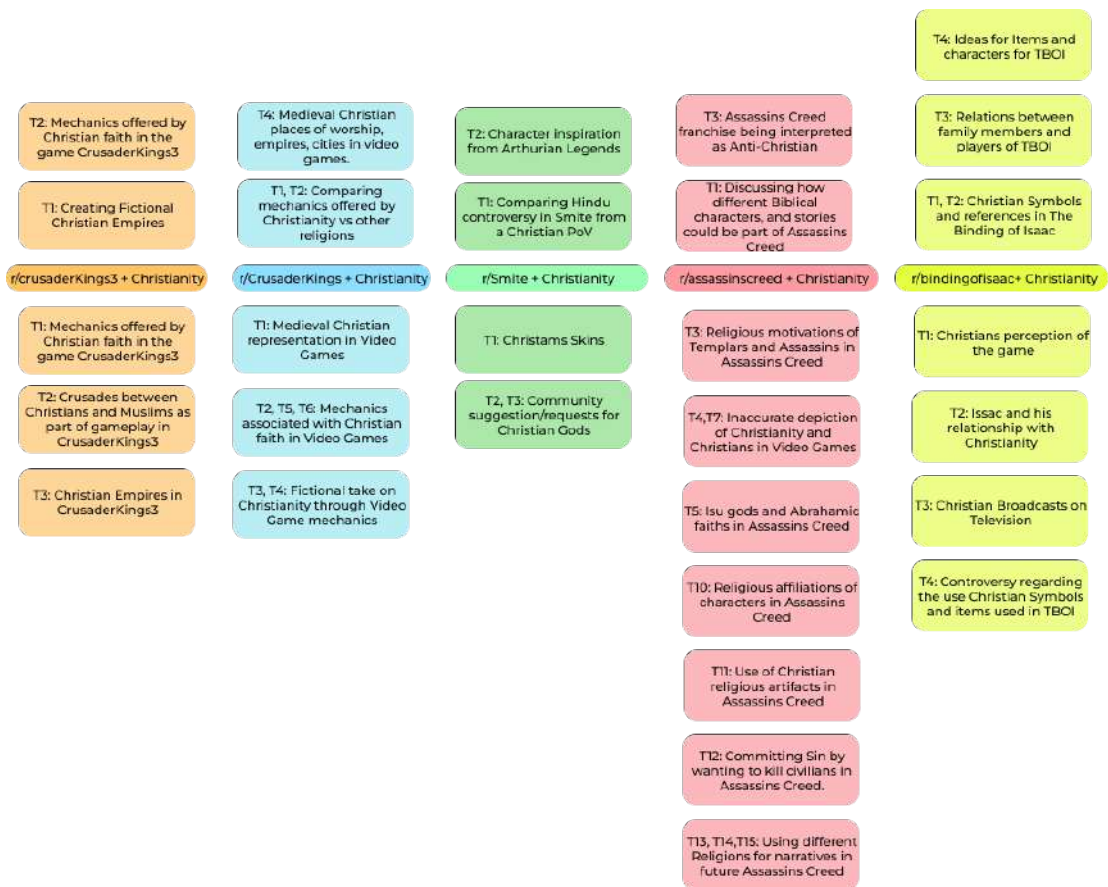 T2: Mechanics offered by
Christian faith in the
game CrusaderKings3
T1: Creating Fictional
Christian Empires
r/crusaderKings3 + Christianity
T1: Mechanics offered by
Christian faith in the
game CrusaderKings3
T2: Crusades between
Christians and Muslims as
part of gameplay in
CrusaderKings3
T3: Christian Empires in
CrusaderKings3
T4: Medieval Christian
places of worship,
empires, cities in video
games.
T1, T2: Comparing
mechanics offered by
Christianity vs other
religions
r/CrusaderKings + Christianity
T1: Medieval Christian
representation in Video
Games
T2, T5, T6: Mechanics
associated with Christian
faith in Video Games
T3, T4: Fictional take on
Christianity through Video
Game mechanics
T2: Character inspiration
from Arthurian Legends
T1: Comparing Hindu
controversy in Smite from
a Christian PoV
r/Smite + Christianity
T1: Christams Skins
T2, T3: Community
suggestion/requests for
Christian Gods
T3: Assassins Creed
franchise being interpreted
as Anti-Christian
T1: Discussing how
different Biblical
characters, and stories
could be part of Assassins
Creed
r/assassinscreed + Christianity
T3: Religious motivations of
Templars and Assassins in
Assassins Creed
T4,T7: Inaccurate depiction
of Christianity and
Christians in Video Games
T5: Isu gods and Abrahamic
faiths in Assassins Creed
T10: Religious affiliations of
characters in Assassins
Creed
T11: Use of Christian
religious artifacts in
Assassins Creed
T12: Committing Sin by
wanting to kill civilians in
Assassins Creed.
T13, T14,T15: Using different
Religions for narratives in
future Assassins Creed
T4: Ideas for Items and
characters for TBOI
T3: Relations between
family members and
players of TBOI
T1, T2: Christian Symbols
and references in The
Binding of Isaac
r/bindingofisaac+ Christianity
T1: Christians perception of
the game
T2: Issac and his
relationship with
Christianity
T3: Christian Broadcasts on
Television
T4: Controversy regarding
the use Christian Symbols
and items used in TBOI